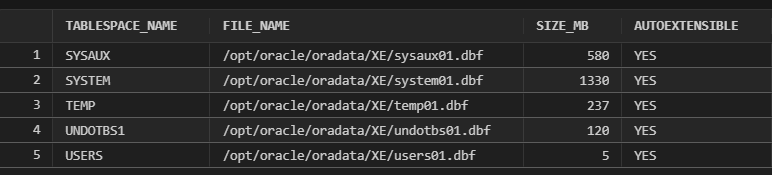 TABLESPACE_NAME FILE_NAME SIZE_MB AUTOEXTENSIBLE
1 SYSAUX /opt/oracle/oradata/XE/sysaux01.dbf 580 YES
2 SYSTEM /opt/oracle/oradata/XE/system01.dbf 1330 YES
3 TEMP /opt/oracle/oradata/XE/temp01.dbf 237 YES
4 UNDOTBS1 /opt/oracle/oradata/XE/undotbs01.dbf 120 YES
5 USERS /opt/oracle/oradata/XE/users01.dbf 5 YES